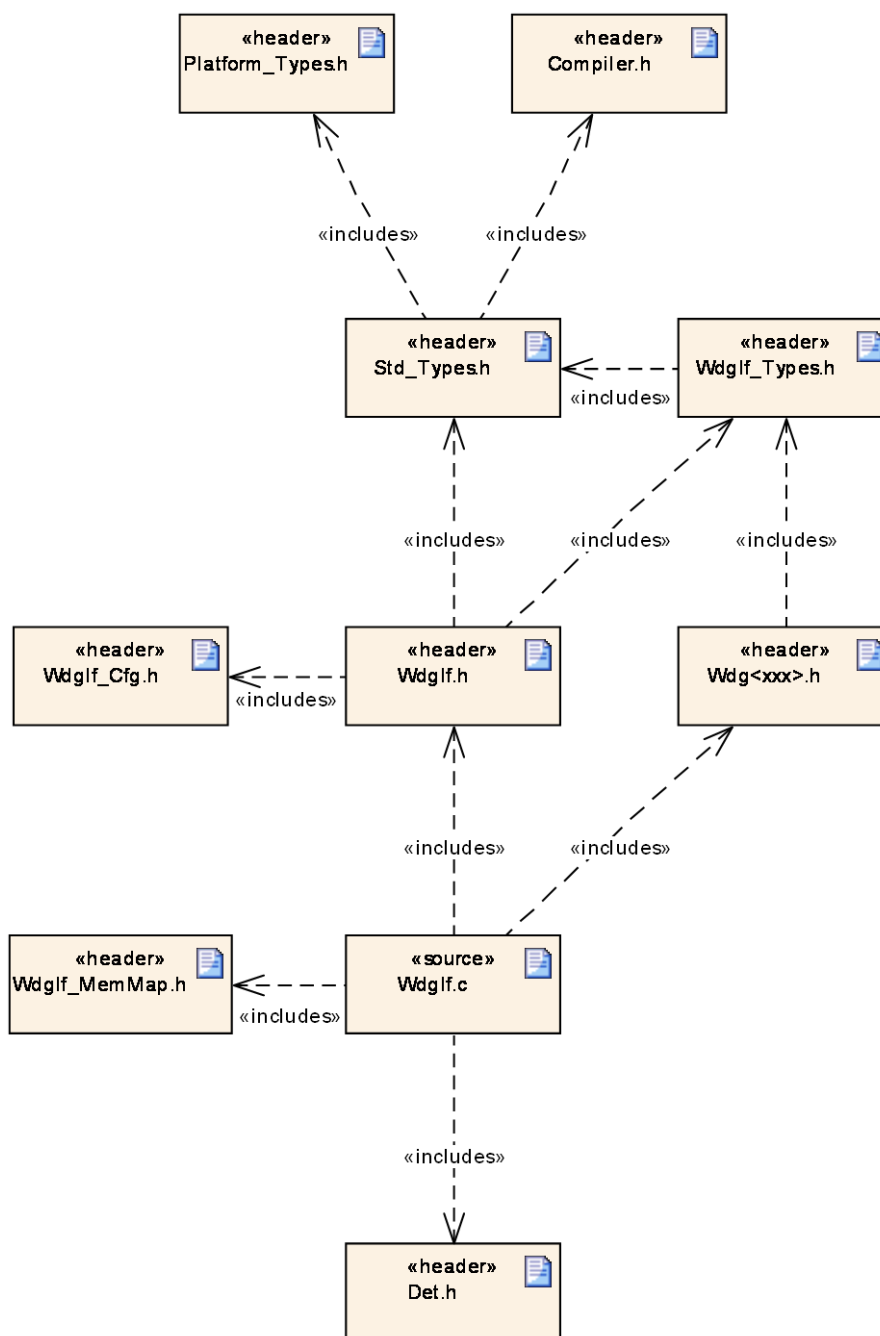 «header»
Platform_Types.h
«header»
Compiler.h
«includes»
«includes»
«header»
Std_Types.h
«header»
WdgIf_Types.h
«includes»
«includes»
«includes»
«includes»
«header»
WdgIf_Cfg.h
«header»
WdgIf.h
«header»
Wdg<xxx>.h
«includes»
«includes»
«includes»
«header»
WdgIf_MemMap.h
«source»
WdgIf.c
«includes»
«includes»
«header»
Det.h